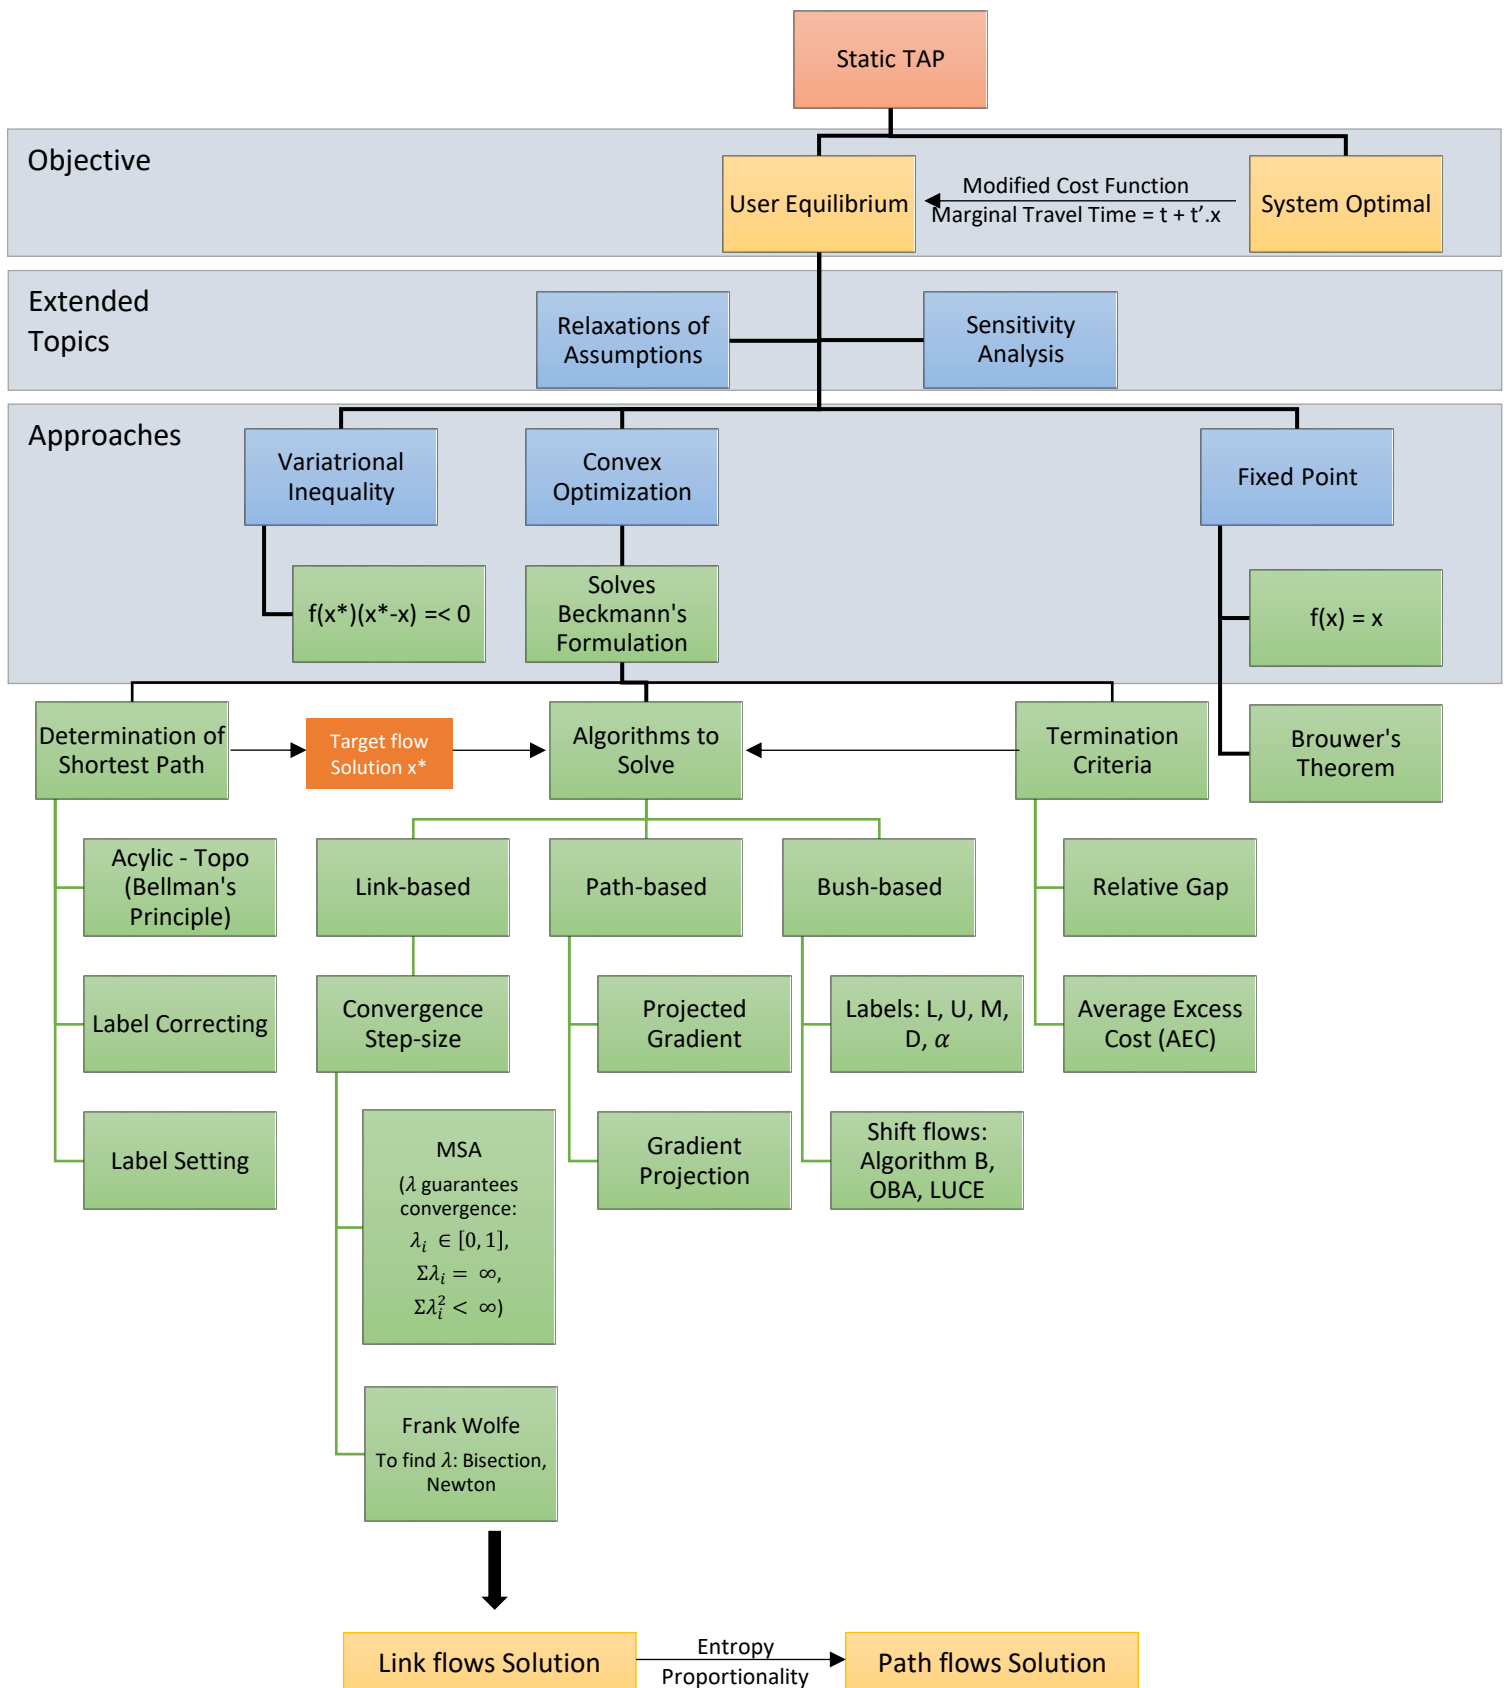 Static TAP
Objective
User Equilibrium
Modified Cost Function
Marginal Travel Time = t + t’.x
System Optimal
Extended
Topics
Relaxations of
Assumptions
Sensitivity
Analysis
Approaches
Variatrional
Inequality
Convex
Optimization
Fixed Point
f(x*)(x*-x) =< 0
Solves
Beckmann's
Formulation
f(x) = x
Determination of
Shortest Path
Target flow
Solution x*
Algorithms to
Solve
Termination
Criteria
Brouwer's
Theorem
Acylic - Topo
(Bellman's
Principle)
Link-based
Path-based
Bush-based
Relative Gap
Label Correcting
Convergence
Step-size
Projected
Gradient
Labels: L, U, M,
D, α
Average Excess
Cost (AEC)
Label Setting
MSA
(λ guarantees
convergence:
λᵢ ∈ [0, 1],
Σλᵢ = ∞,
Σλᵢ² < ∞)
Gradient
Projection
Shift flows:
Algorithm B,
OBA, LUCE
Frank Wolfe
To find λ: Bisection,
Newton
Link flows Solution
Entropy
Proportionality
Path flows Solution